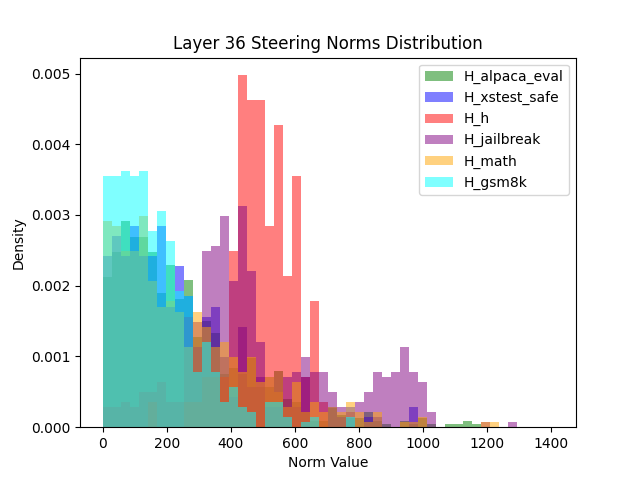 Layer 36 Steering Norms Distribution
0.005
0.004
0.003
0.002
0.001
0.000
Density
H_alpaca_eval
H_xstest_safe
H_h
H_jailbreak
H_math
H_gsm8k
0 200 400 600 800 1000 1200 1400
Norm Value